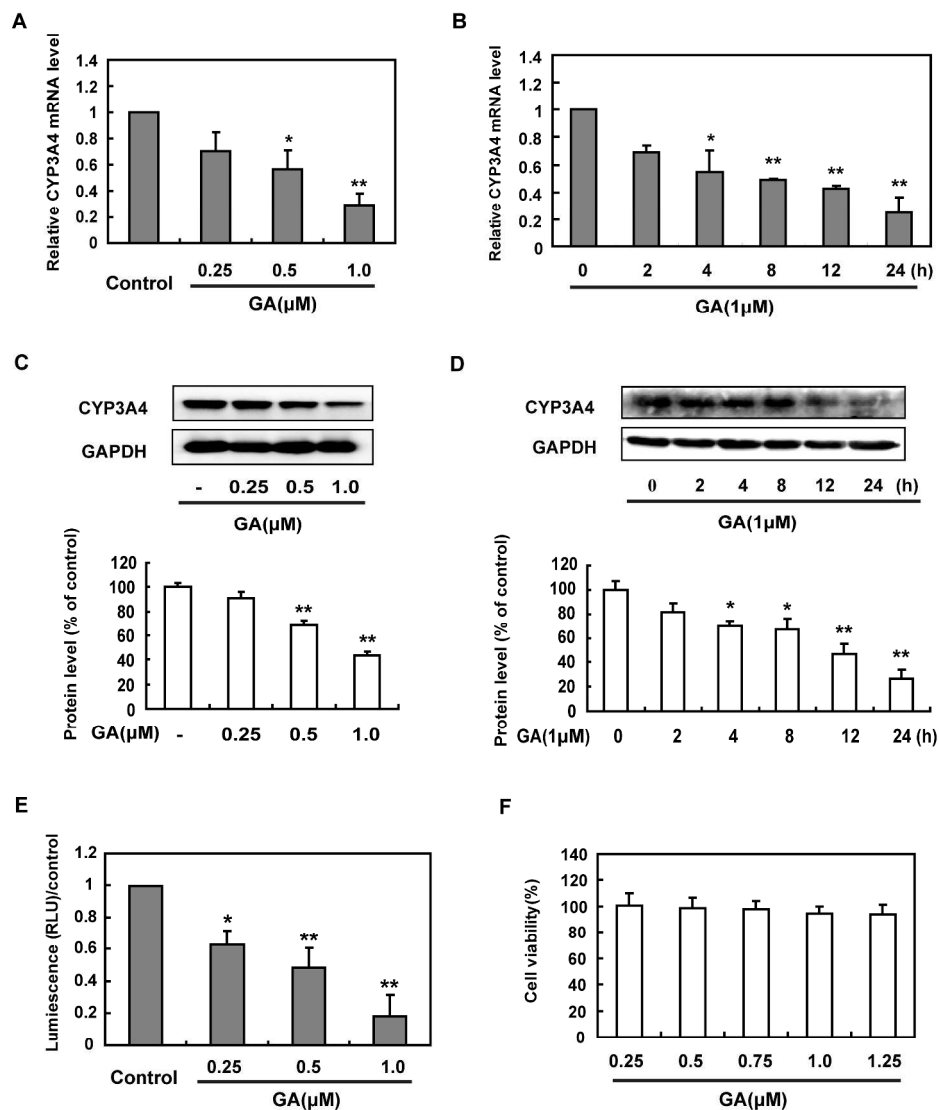 A
Relative CYP3A4 mRNA level
1.4
1.2
1
0.8
0.6
0.4
0.2
0
*
**
Control
0.25 0.5 1.0
GA(µM)
B
Relative CYP3A4 mRNA level
1.4
1.2
1
0.8
0.6
0.4
0.2
0
*
**
**
**
0 2 4 8 12 24 (h)
GA(1µM)
C
CYP3A4
GAPDH
- 0.25 0.5 1.0
GA(µM)
Protein level (% of control)
120
100
80
60
40
20
0
**
**
GA(µM) - 0.25 0.5 1.0
D
CYP3A4
GAPDH
0 2 4 8 12 24 (h)
GA(1µM)
Protein level (% of control)
120
100
80
60
40
20
0
*
*
**
**
GA(1µM) 0 2 4 8 12 24 (h)
E
Lumiescence (RLU)/control
1.2
1
0.8
0.6
0.4
0.2
0
*
**
**
Control
0.25 0.5 1.0
GA(µM)
F
Cell viability(%)
140
120
100
80
60
40
20
0
0.25 0.5 0.75 1.0 1.25
GA(µM)